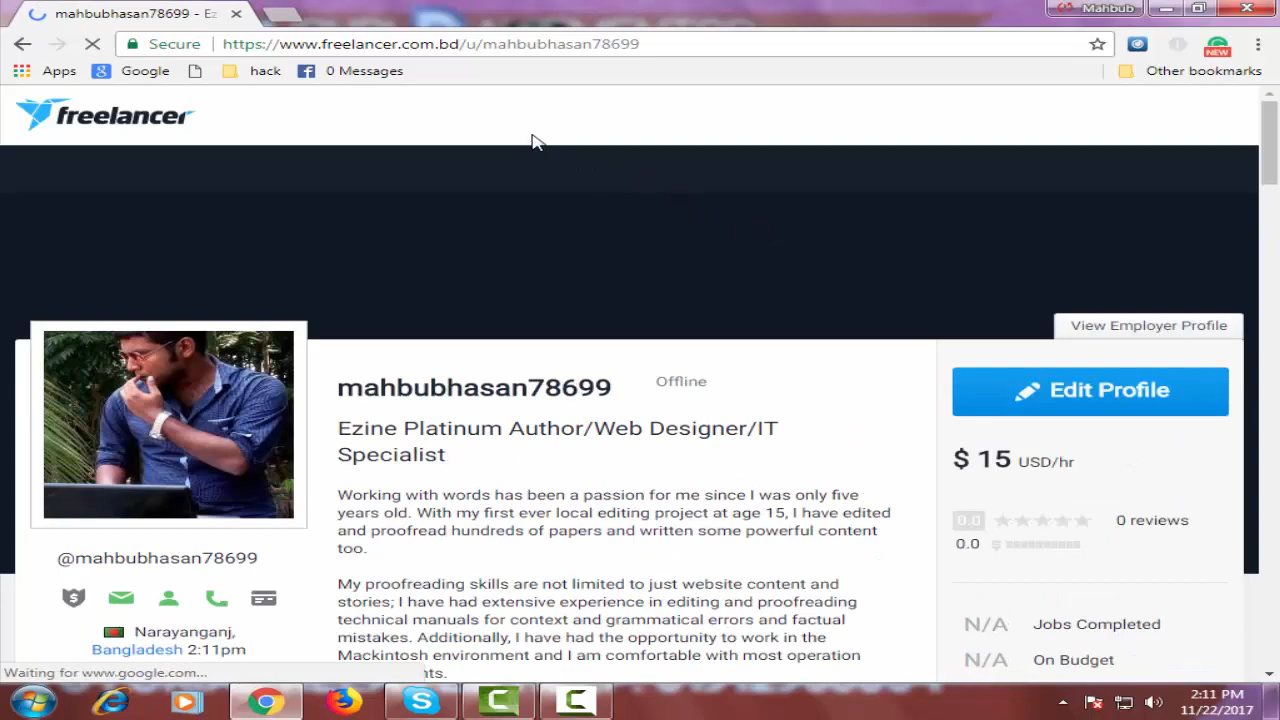 mahbubhasan78699 - Ez
Mahbub
Secure
https://www.freelancer.com.bd/u/mahbubhasan78699
NEW
Apps
Google
hack
0 Messages
Other bookmarks
freelancer
View Employer Profile
mahbubhasan78699
Offline
Edit Profile
Ezine Platinum Author/Web Designer/IT
Specialist
$ 15 USD/hr
Working with words has been a passion for me since I was only five
years old. With my first ever local editing project at age 15, I have edited
and proofread hundreds of papers and written some powerful content
too.
0.0
0 reviews
0.0
@mahbubhasan78699
My proofreading skills are not limited to just website content and
stories; I have had extensive experience in editing and proofreading
technical manuals for context and grammatical errors and factual
mistakes. Additionally, I have had the opportunity to work in the
Mackintosh environment and I am comfortable with most operation
nts.
N/A Jobs Completed
N/A On Budget
Narayanganj,
Bangladesh 2:11pm
Waiting for www.google.com...
2:11 PM
11/22/2017